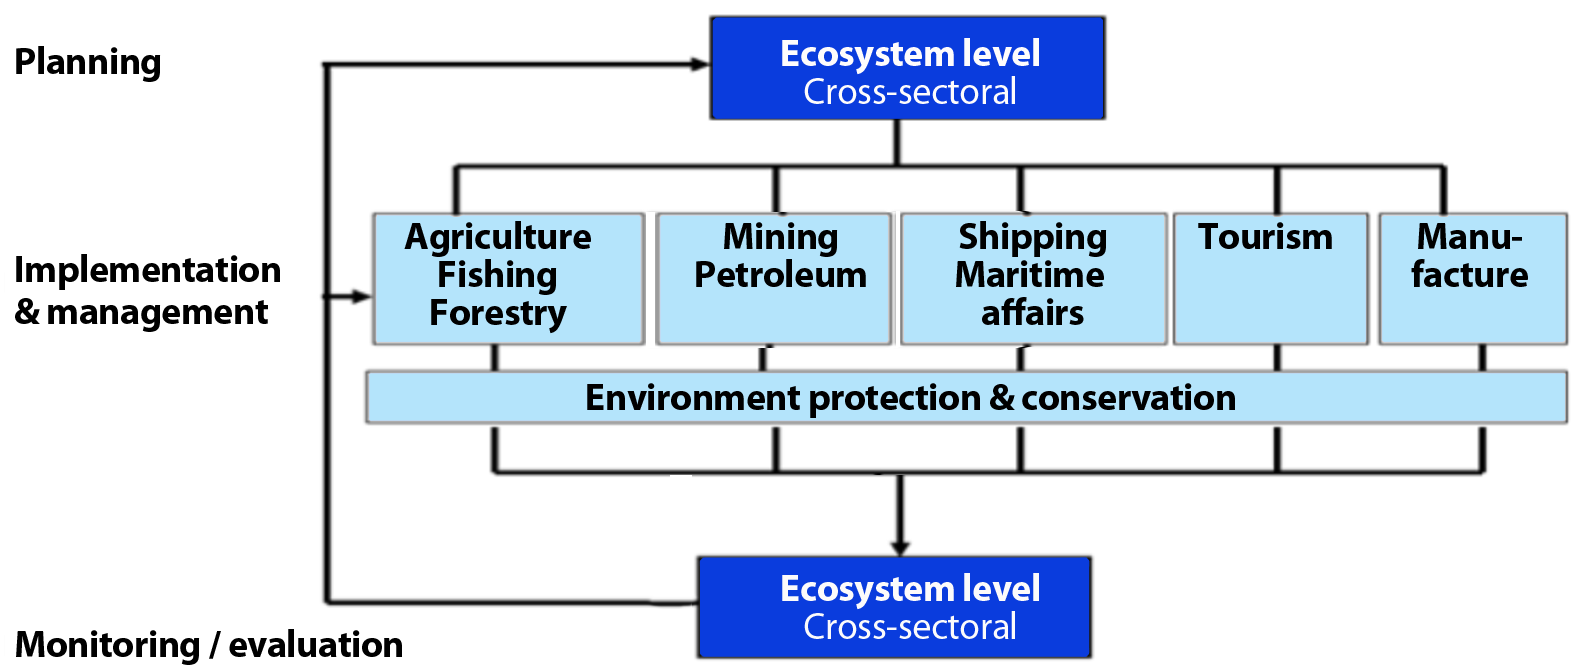 Planning
Ecosystem level
Cross-sectoral
Implementation
& management
Agriculture
Fishing
Forestry
Mining
Petroleum
Shipping
Maritime
affairs
Tourism
Manu-
facture
Environment protection & conservation
Ecosystem level
Cross-sectoral
Monitoring / evaluation